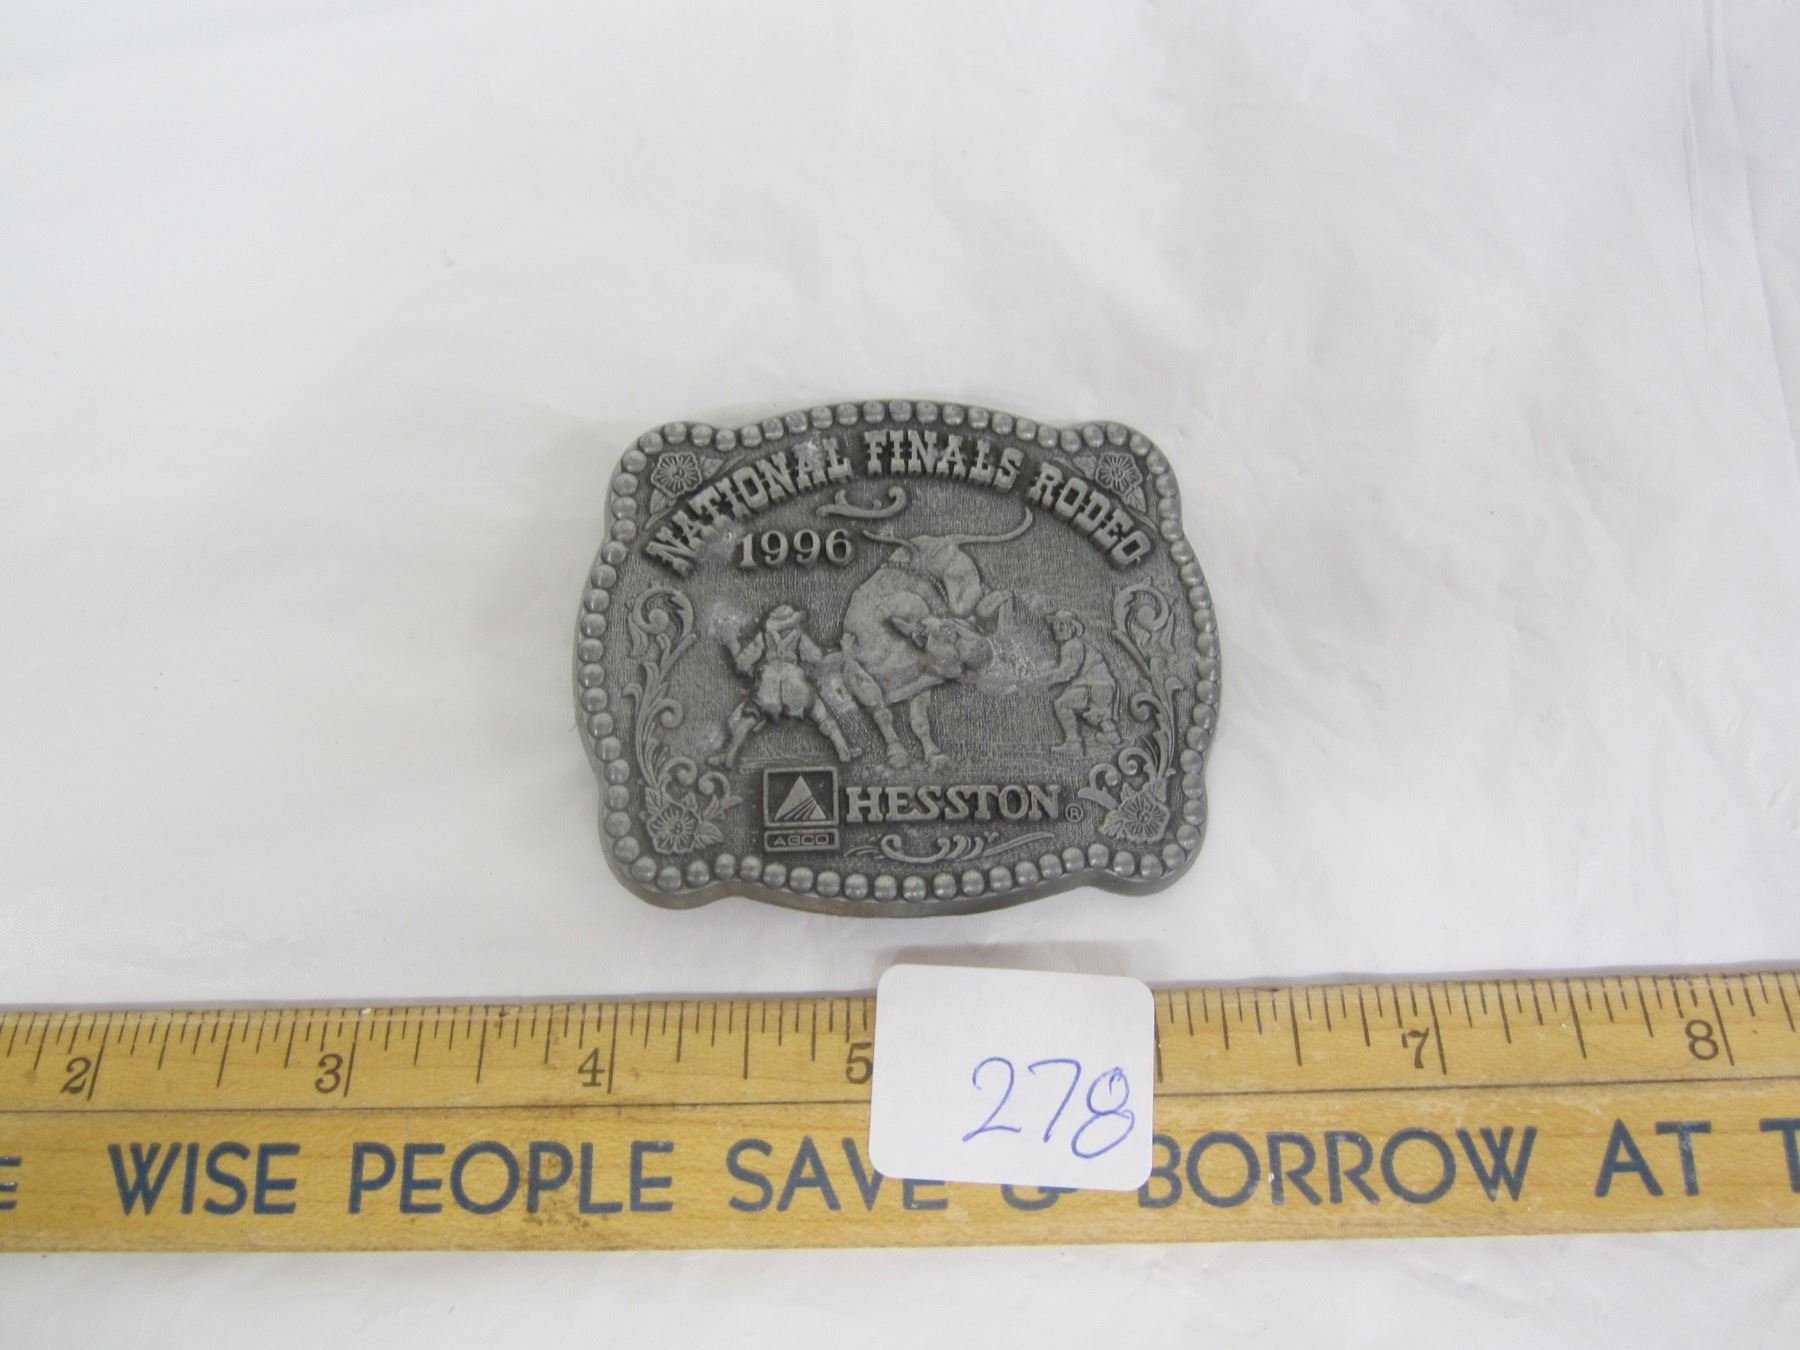 NATIONAL FINALS RODEO
1996
HESSTON ®
AGCO
278
2 3 4 5 7 8
E WISE PEOPLE SAVE & BORROW AT T